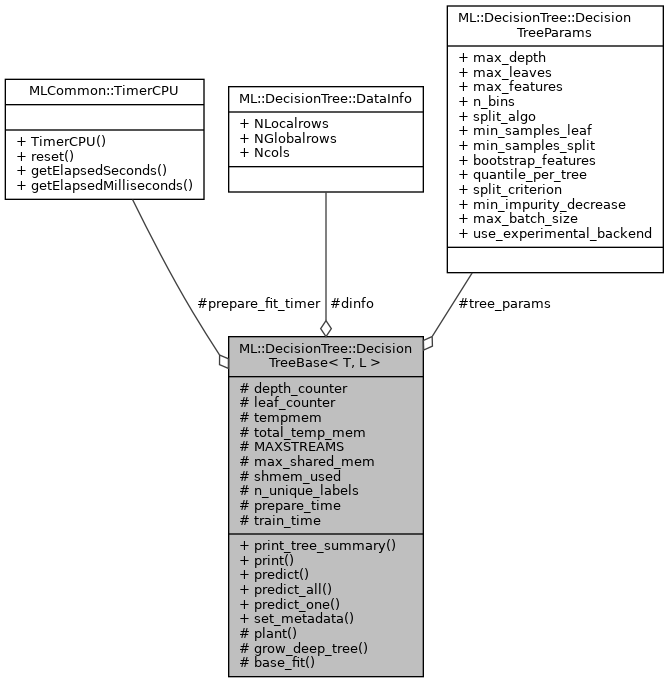 ML::DecisionTree::Decision
TreeParams
+ max_depth
+ max_leaves
+ max_features
+ n_bins
+ split_algo
+ min_samples_leaf
+ min_samples_split
+ bootstrap_features
+ quantile_per_tree
+ split_criterion
+ min_impurity_decrease
+ max_batch_size
+ use_experimental_backend
MLCommon::TimerCPU
+ TimerCPU()
+ reset()
+ getElapsedSeconds()
+ getElapsedMilliseconds()
ML::DecisionTree::DataInfo
+ NLocalrows
+ NGlobalrows
+ Ncols
#prepare_fit_timer
#dinfo
#tree_params
ML::DecisionTree::Decision
TreeBase< T, L >
# depth_counter
# leaf_counter
# tempmem
# total_temp_mem
# MAXSTREAMS
# max_shared_mem
# shmem_used
# n_unique_labels
# prepare_time
# train_time
+ print_tree_summary()
+ print()
+ predict()
+ predict_all()
+ predict_one()
+ set_metadata()
# plant()
# grow_deep_tree()
# base_fit()